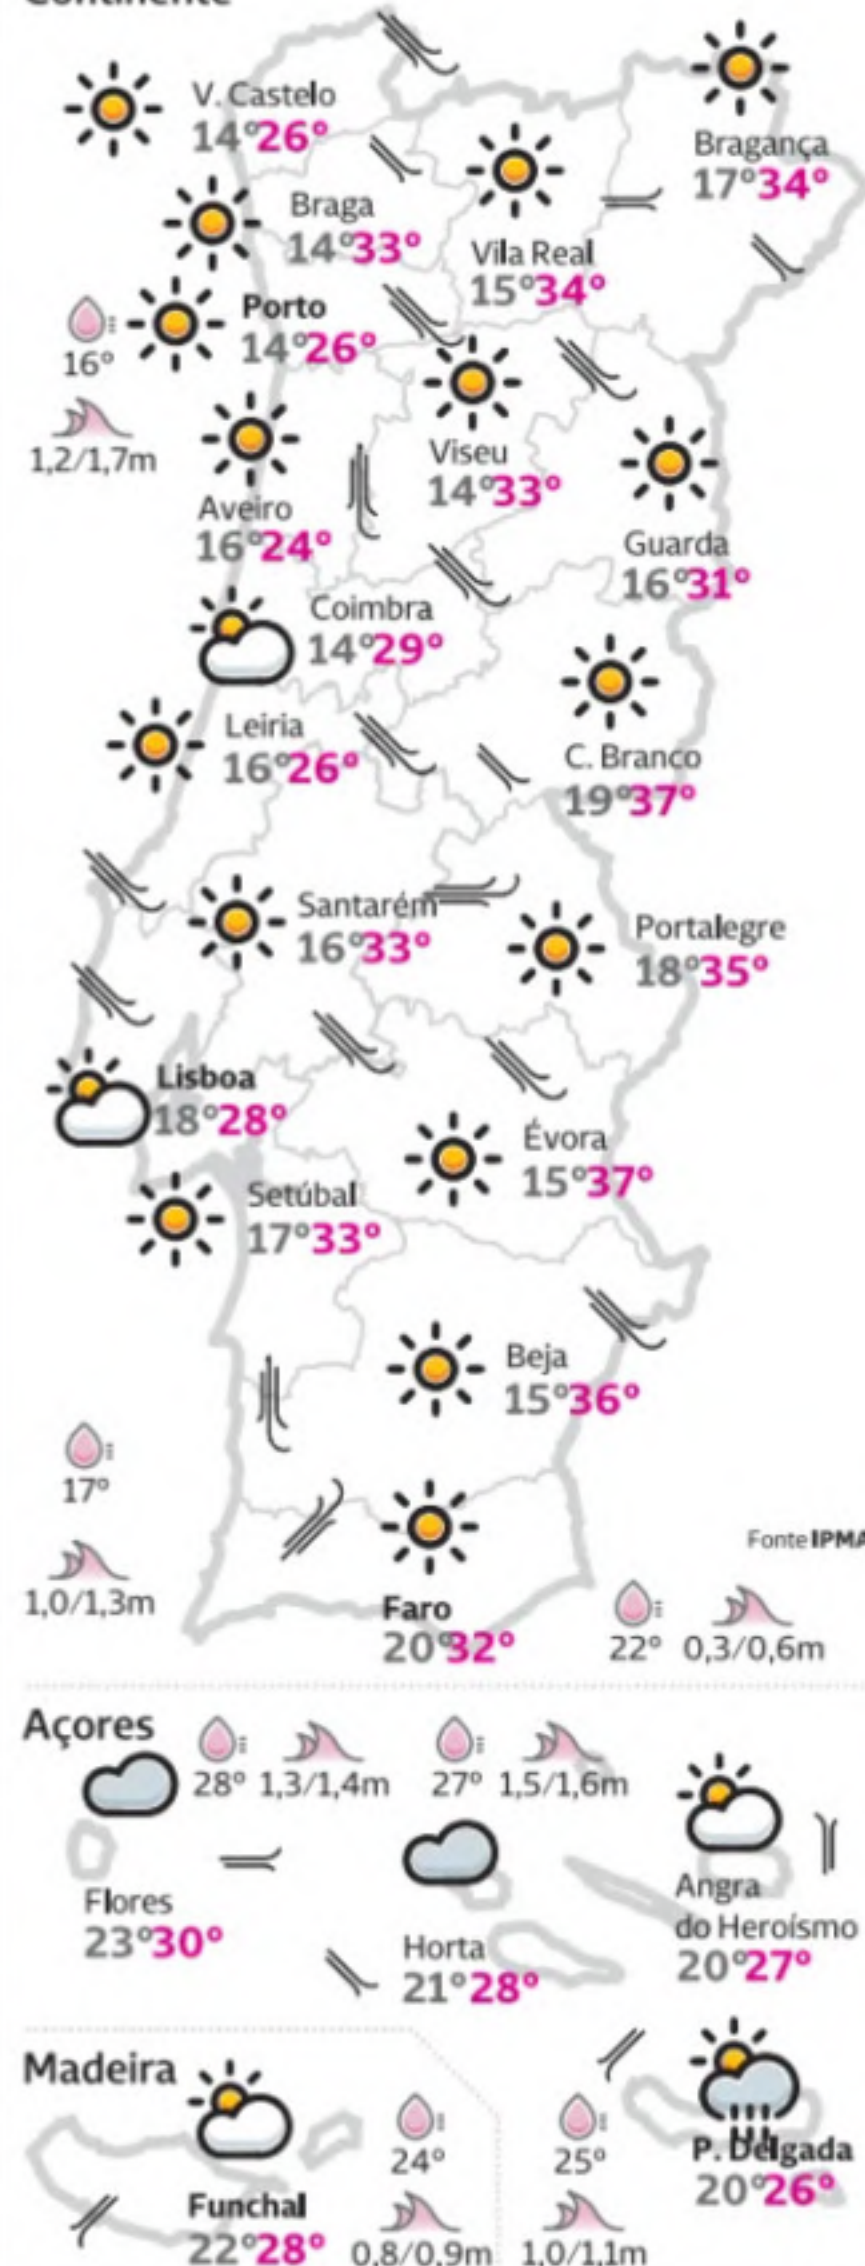 Continente
V. Castelo
14° 26°
Bragança
17° 34°
Braga
14° 33°
Vila Real
15° 34°
Porto
14° 26°
16°
1,2/1,7m
Viseu
14° 33°
Aveiro
16° 24°
Guarda
16° 31°
Coimbra
14° 29°
Leiria
16° 26°
C. Branco
19° 37°
Santarém
16° 33°
Portalegre
18° 35°
Lisboa
18° 28°
Évora
15° 37°
Setúbal
17° 33°
Beja
15° 36°
17°
1,0/1,3m
Fonte IPMA
Faro
20° 32°
22° 0,3/0,6m
Açores
28° 1,3/1,4m 27° 1,5/1,6m
Flores
23° 30°
Horta
21° 28°
Angra
do Heroísmo
20° 27°
Madeira
24°
25°
P. Delgada
20° 26°
Funchal
22° 28°
0,8/0,9m
1,0/1,1m